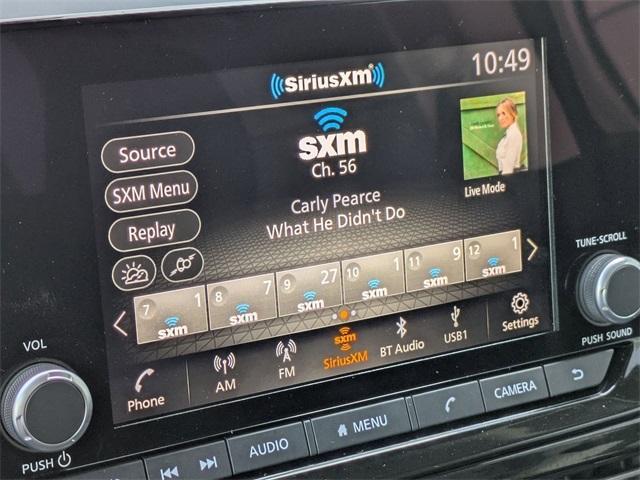 SiriusXm
10:49
sxm
Ch. 56
Carly Pearce
What He Didn't Do
Live Mode
Source
SXM Menu
Replay
7 1 sxm
8 7 sxm
9 27 sxm
10 1 sxm
11 9 sxm
12 1 sxm
Phone
AM
FM
sxm
SiriusXM
BT Audio
USB1
Settings
TUNE·SCROLL
PUSH SOUND
VOL
PUSH
AUDIO
MENU
CAMERA